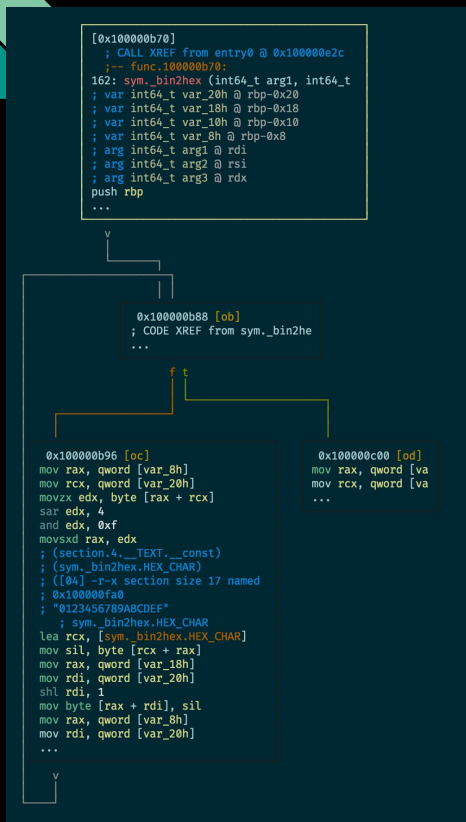 [0x100000b70]
; CALL XREF from entry0 @ 0x100000e2c
;-- func.100000b70:
162: sym._bin2hex (int64_t arg1, int64_t
; var int64_t var_20h @ rbp-0x20
; var int64_t var_18h @ rbp-0x18
; var int64_t var_10h @ rbp-0x10
; var int64_t var_8h @ rbp-0x8
; arg int64_t arg1 @ rdi
; arg int64_t arg2 @ rsi
; arg int64_t arg3 @ rdx
push rbp
...
v
0x100000b88 [ob]
; CODE XREF from sym._bin2he
...
f t
0x100000b96 [oc]
mov rax, qword [var_8h]
mov rcx, qword [var_20h]
movzx edx, byte [rax + rcx]
sar edx, 4
and edx, 0xf
movsxd rax, edx
; (section.4.__TEXT.__const)
; (sym._bin2hex.HEX_CHAR)
; ([04] -r-x section size 17 named
; 0x100000fa0
; "0123456789ABCDEF"
; sym._bin2hex.HEX_CHAR
lea rcx, [sym._bin2hex.HEX_CHAR]
mov sil, byte [rcx + rax]
mov rax, qword [var_18h]
mov rdi, qword [var_20h]
shl rdi, 1
mov byte [rax + rdi], sil
mov rax, qword [var_8h]
mov rdi, qword [var_20h]
...
v
0x100000c00 [od]
mov rax, qword [va
mov rcx, qword [va
...